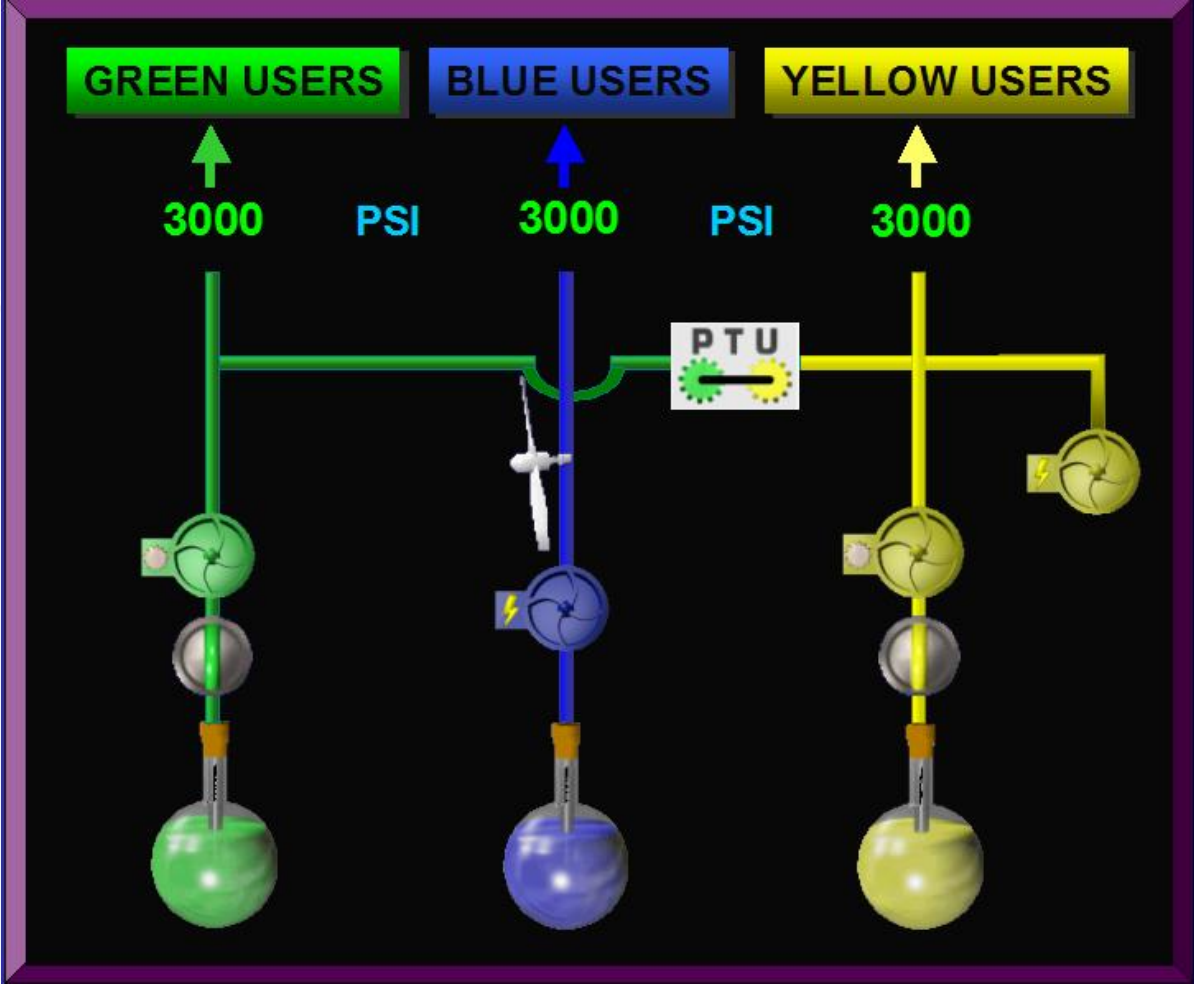 GREEN USERS
BLUE USERS
YELLOW USERS
3000 PSI 3000 PSI 3000
PTU